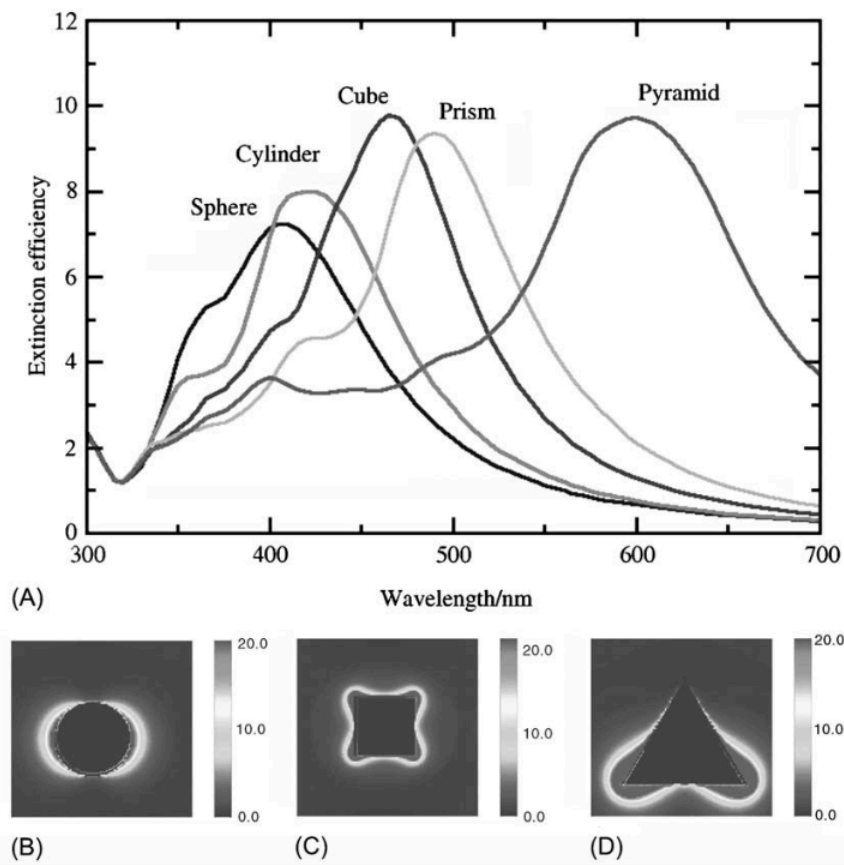 12
10
8
6
4
2
0
Extinction efficiency
Sphere
Cylinder
Cube
Prism
Pyramid
300
400
500
600
700
(A)
Wavelength/nm
20.0
10.0
0.0
(B)
20.0
10.0
0.0
(C)
20.0
10.0
0.0
(D)